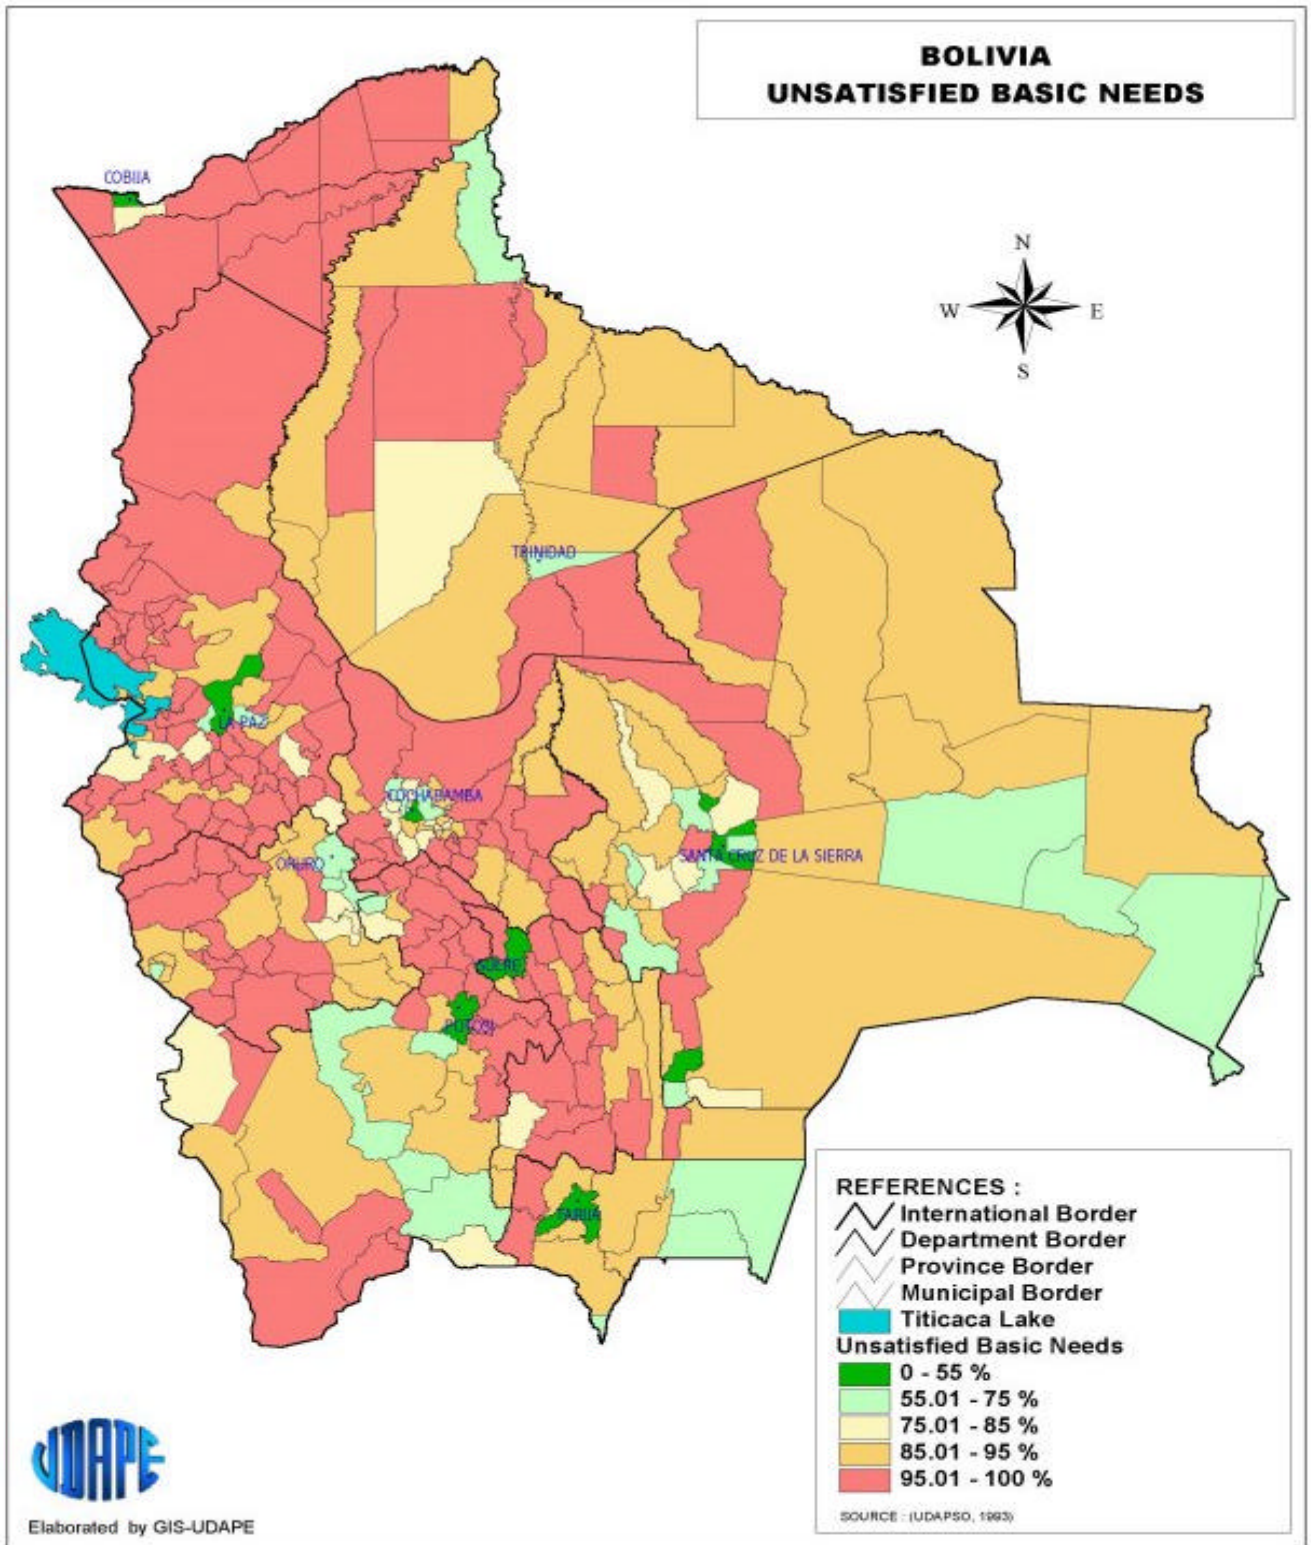 BOLIVIA
UNSATISFIED BASIC NEEDS
COBIJA
N
W
E
S
TRINIDAD
LA PAZ
COCHABAMBA
ORURO
SANTA CRUZ DE LA SIERRA
SUCRE
POTOSI
TARIJA
REFERENCES :
International Border
Department Border
Province Border
Municipal Border
Titicaca Lake
Unsatisfied Basic Needs
0 - 55 %
55.01 - 75 %
75.01 - 85 %
85.01 - 95 %
95.01 - 100 %
SOURCE : (UDAPSO, 1993)
UDAPE
Elaborated by GIS-UDAPE